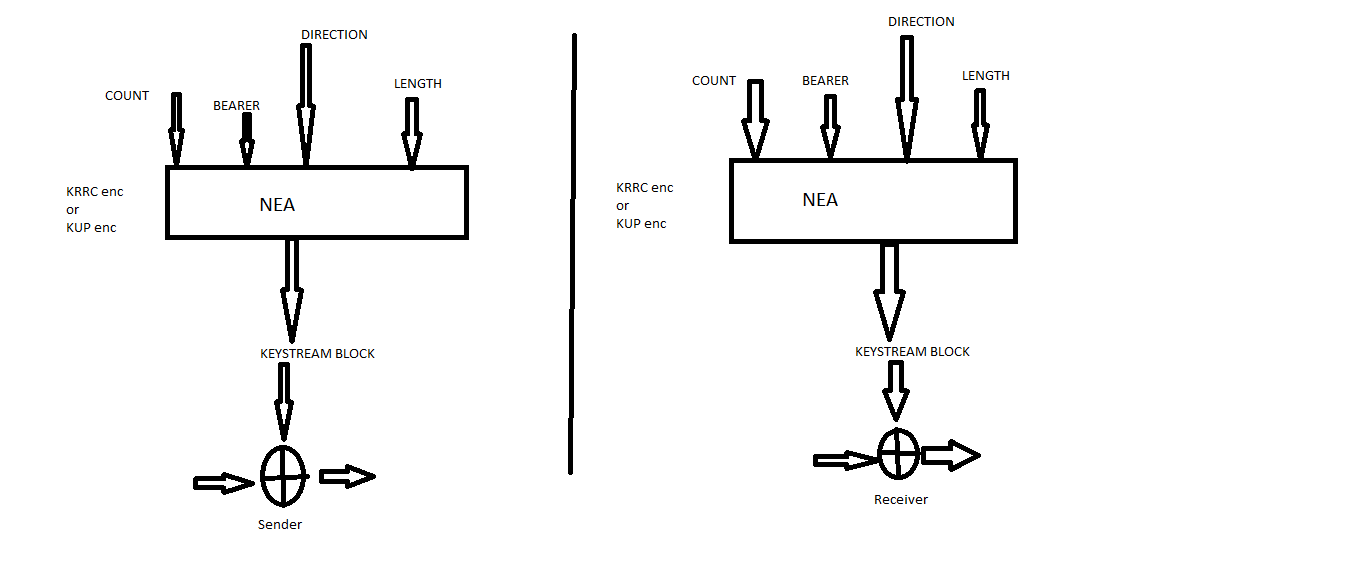 DIRECTION
COUNT
BEARER
LENGTH
KRRC enc
or
KUP enc
NEA
KEYSTREAM BLOCK
Sender
DIRECTION
COUNT
BEARER
LENGTH
KRRC enc
or
KUP enc
NEA
KEYSTREAM BLOCK
Receiver